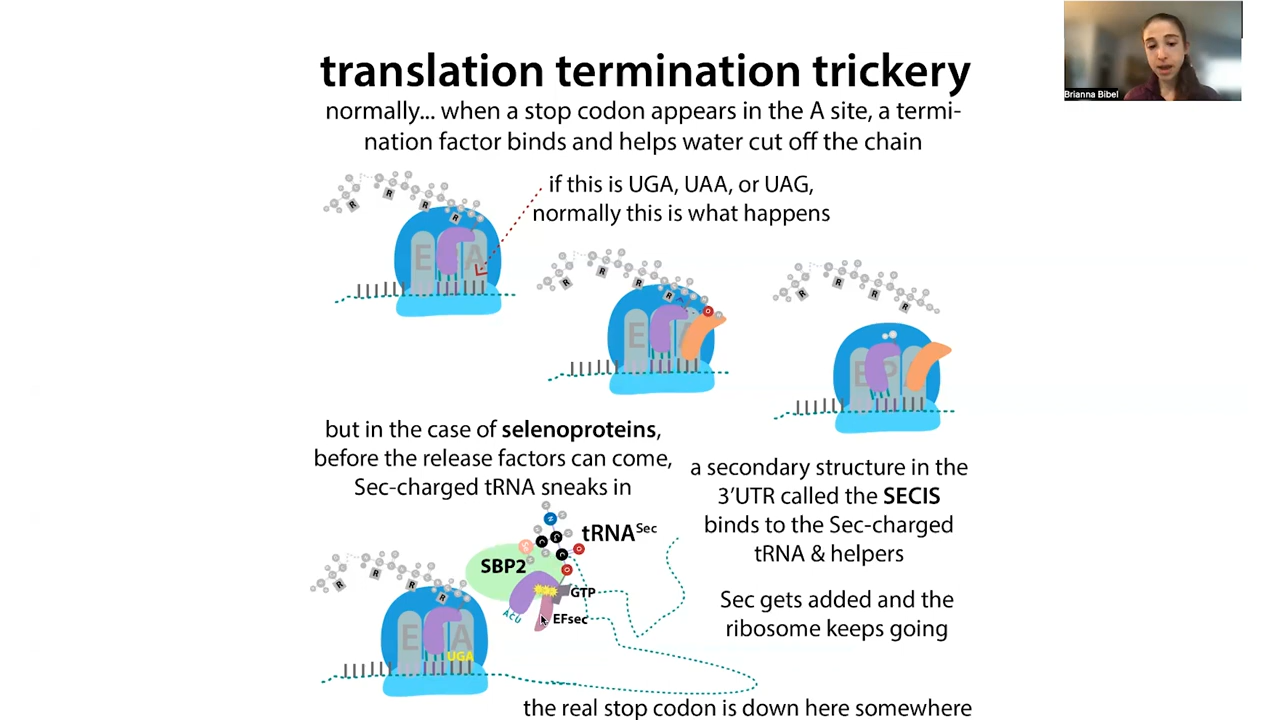 Brianna Bibel
translation termination trickery
normally... when a stop codon appears in the A site, a termi-
nation factor binds and helps water cut off the chain
if this is UGA, UAA, or UAG,
normally this is what happens
R
R
R
R
E
A
R
R
R
R
E
R
R
R
R
E
P
but in the case of selenoproteins,
before the release factors can come,
Sec-charged tRNA sneaks in
a secondary structure in the
3'UTR called the SECIS
binds to the Sec-charged
tRNA & helpers
tRNASec
SBP2
GTP
EFsec
ACU
R
R
R
R
E
A
UGA
Sec gets added and the
ribosome keeps going
the real stop codon is down here somewhere